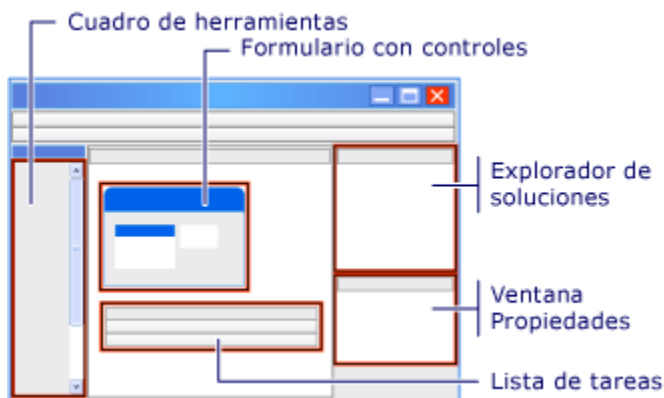 Cuadro de herramientas
Formulario con controles
Explorador de
soluciones
Ventana
Propiedades
Lista de tareas